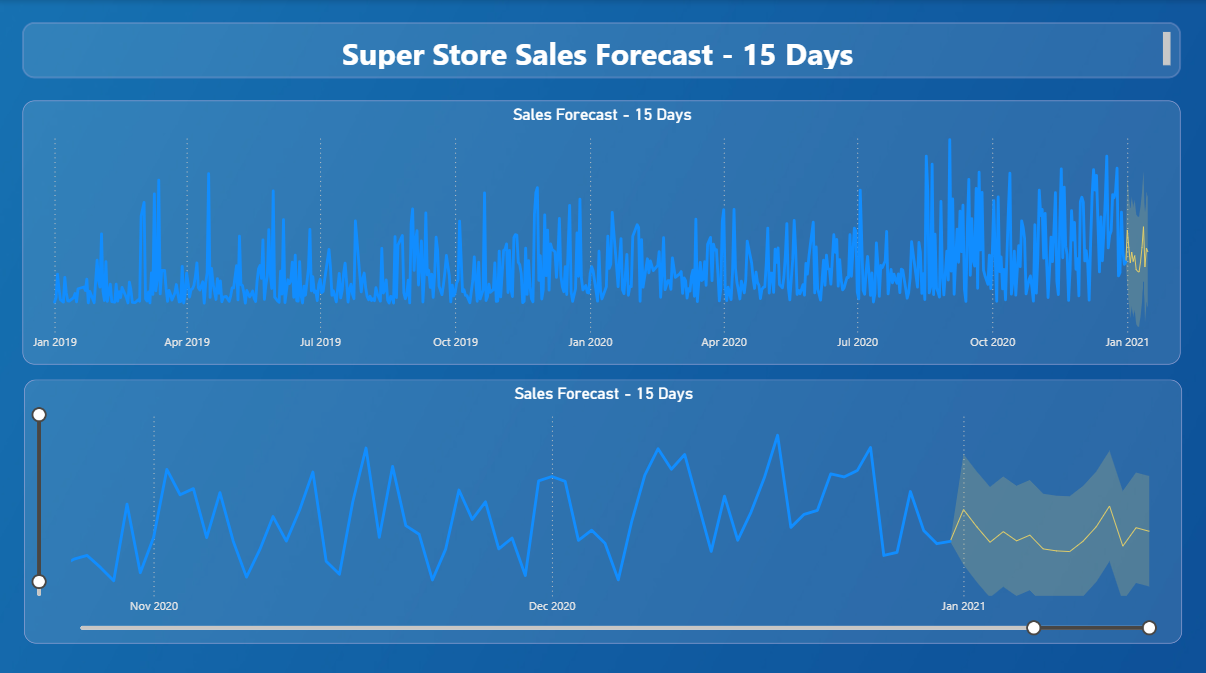 Super Store Sales Forecast - 15 Days
Sales Forecast - 15 Days
Jan 2019 Apr 2019 Jul 2019 Oct 2019 Jan 2020 Apr 2020 Jul 2020 Oct 2020 Jan 2021
Sales Forecast - 15 Days
Nov 2020 Dec 2020 Jan 2021